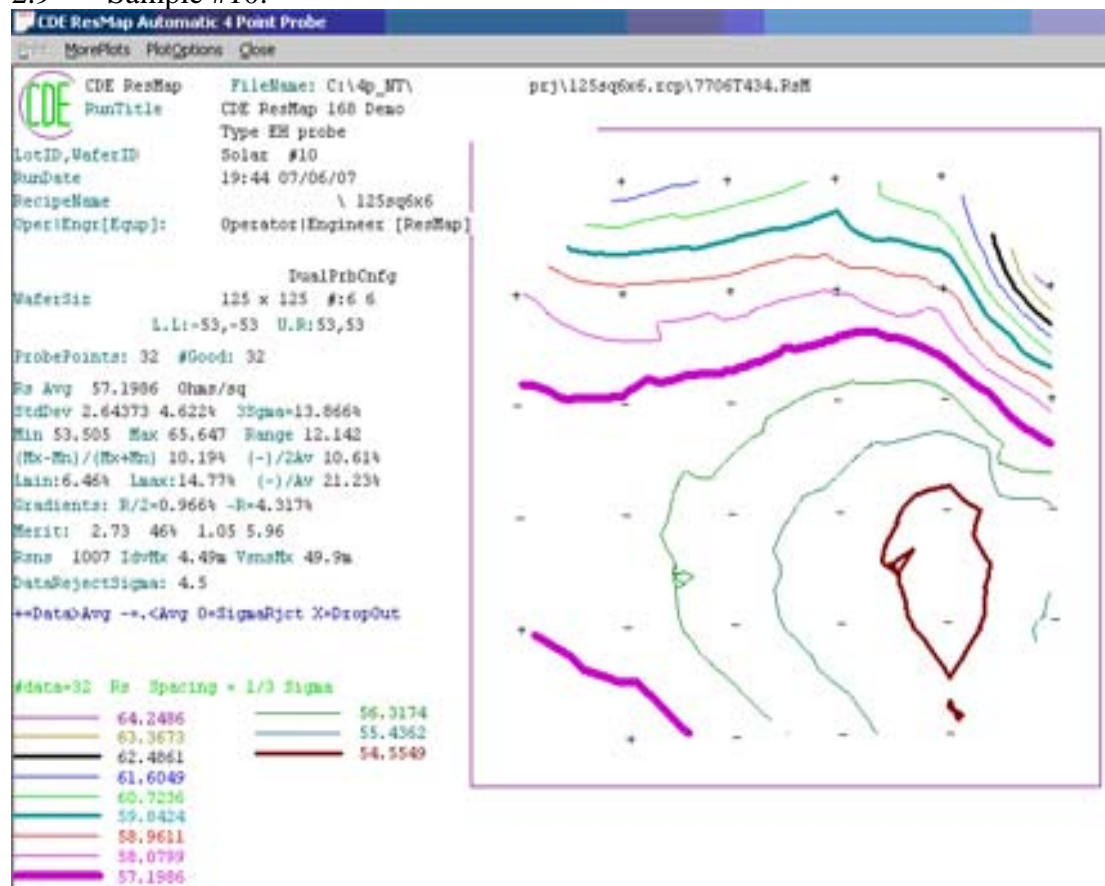 2.9 Sample #10:
CDE ResMap Automatic 4 Point Probe
MorePlots PlotOptions Close
CDE
CDE ResMap FileName: C:\4p_NT\ prj\125sq6x6.rcp\7706T434.RsM
RunTitle CDE ResMap 168 Demo
Type EH probe
LotID,WaferID Solar #10
RunDate 19:44 07/06/07
RecipeName \ 125sq6x6
Oper|Engr[Equp]: Operator|Engineer [ResMap]
DualPrbCnfg
WaferSiz 125 x 125 #:6 6
L.L:-53,-53 U.R:53,53
ProbePoints: 32 #Good: 32
Rs Avg 57.1986 Ohms/sq
StdDev 2.64373 4.622% 3Sgma=13.866%
Min 53.505 Max 65.647 Range 12.142
(Mx-Mn)/(Mx+Mn) 10.19% (-)/2Av 10.61%
Lmin:6.46% Lmax:14.77% (-)/Av 21.23%
Gradients: R/2=0.966% ~R=4.317%
Merit: 2.73 46% 1.05 5.96
Rsns 1007 IdvMx 4.49m VsnsMx 49.9m
DataRejectSigma: 4.5
+=Data>Avg -=.<Avg O=SigmaRjct X=DropOut
#data=32 Rs Spacing = 1/3 Sigma
64.2486 56.3174
63.3673 55.4362
62.4861 54.5549
61.6049
60.7236
59.8424
58.9611
58.0799
57.1986